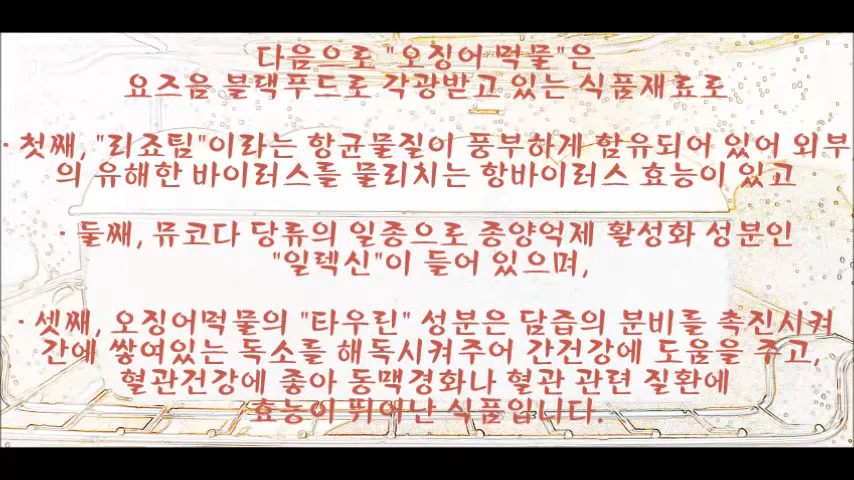 다음으로 "오징어 먹물"은
요즈음 블랙푸드로 각광받고 있는 식품재료로
· 첫째, "리죠팀"이라는 항균물질이 풍부하게 함유되어 있어 외부
의 유해한 바이러스를 물리치는 항바이러스 효능이 있고
· 둘째, 뮤코다 당류의 일종으로 종양억제 활성화 성분인
"일렉신"이 들어 있으며,
· 셋째, 오징어먹물의 "타우린" 성분은 담즙의 분비를 촉진시켜
간에 쌓여있는 독소를 해독시켜주어 간건강에 도움을 주고,
혈관건강에 좋아 동맥경화나 혈관 관련 질환에
효능이 뛰어난 식품입니다.